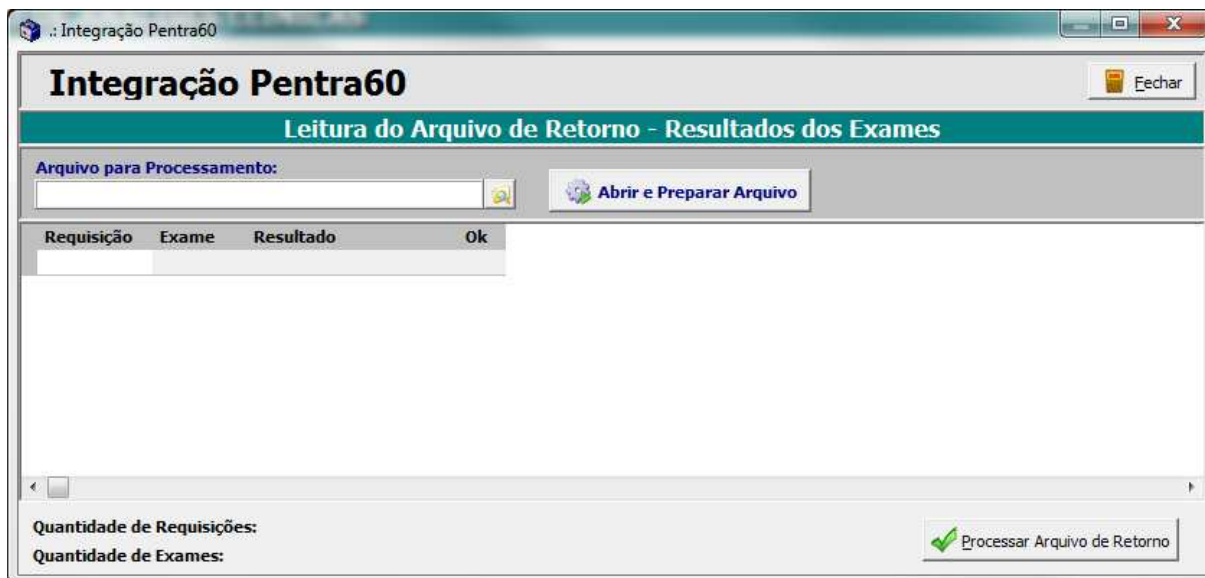 .: Integração Pentra60
Integração Pentra60
Fechar
Leitura do Arquivo de Retorno - Resultados dos Exames
Arquivo para Processamento:
Abrir e Preparar Arquivo
Requisição Exame Resultado Ok
Quantidade de Requisições:
Processar Arquivo de Retorno
Quantidade de Exames: